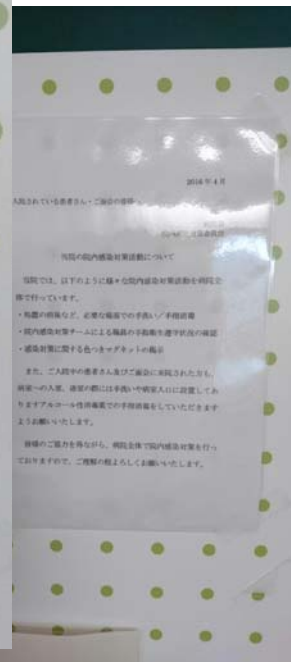 2016年4月
入院されている患者さん・ご面会の皆様へ
当院の院内感染対策活動について
当院では、以下のように様々な院内感染対策活動を病院全
体で行っています。
・処置の前後など、必要な場面での手洗い／手指消毒
・院内感染対策チームによる職員の手指衛生遵守状況の確認
・感染対策に関する色つきマグネットの掲示
また、ご入院中の患者さん及びご面会に来院された方も、
病室への入室、退室の際には手洗いや病室入口に設置してあ
りますアルコール性消毒薬での手指消毒をしていただきます
ようお願いいたします。
皆様のご協力を得ながら、病院全体で院内感染対策を行っ
ておりますので、ご理解の程よろしくお願いいたします。